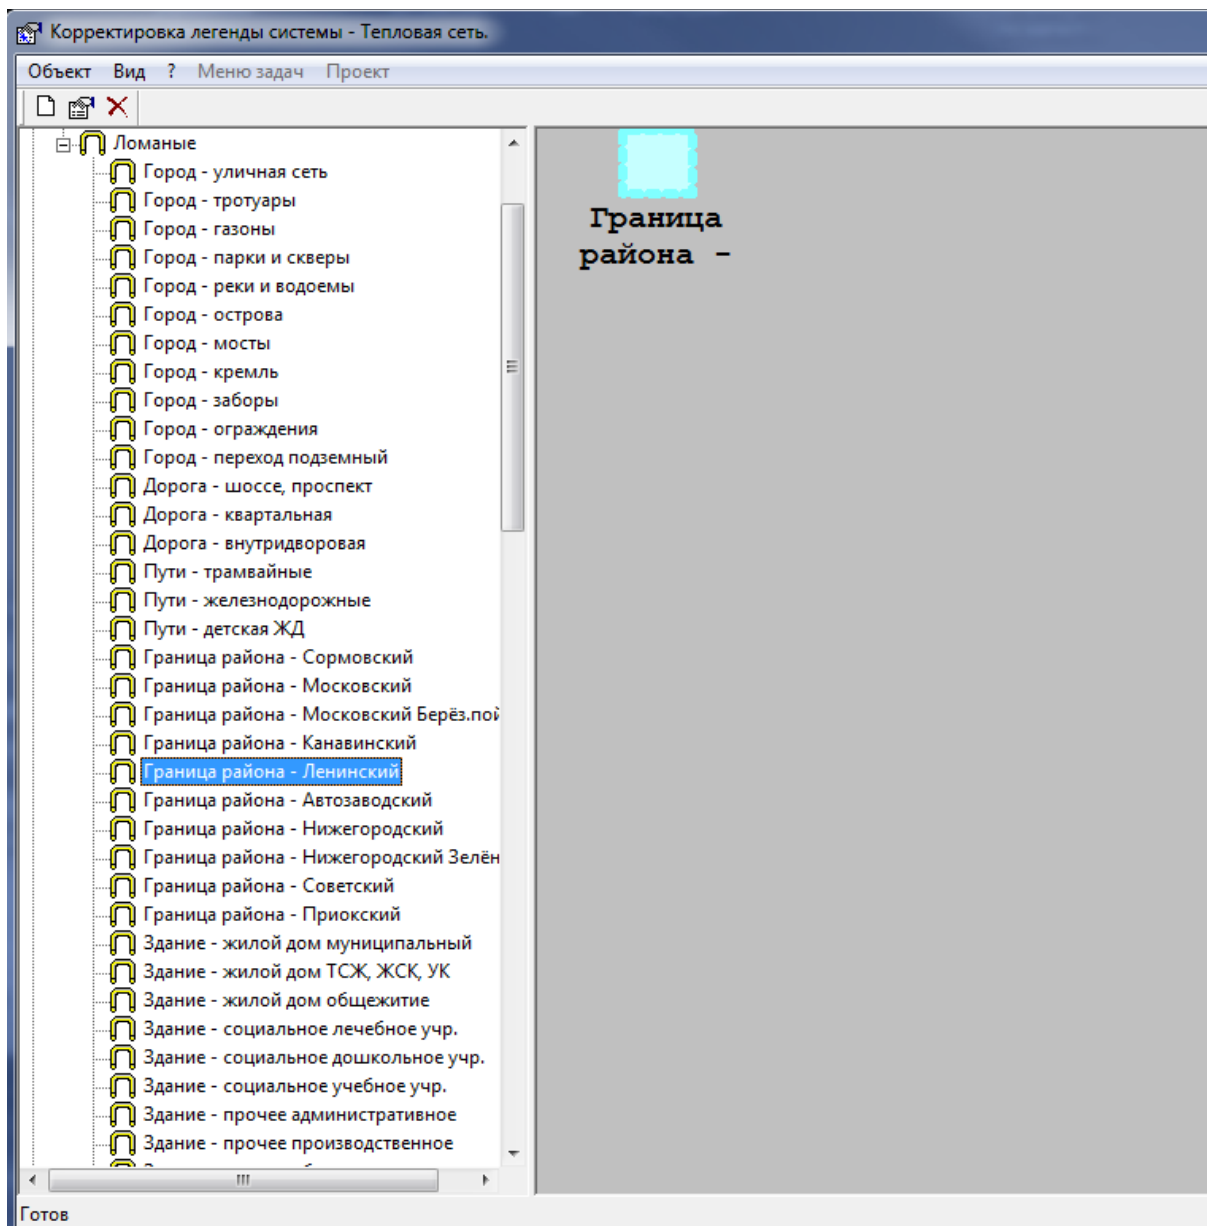 Корректировка легенды системы - Тепловая сеть.
Объект Вид ? Меню задач Проект
Ломаные
Город - уличная сеть
Город - тротуары
Город - газоны
Город - парки и скверы
Город - реки и водоемы
Город - острова
Город - мосты
Город - кремль
Город - заборы
Город - ограждения
Город - переход подземный
Дорога - шоссе, проспект
Дорога - квартальная
Дорога - внутридворовая
Пути - трамвайные
Пути - железнодорожные
Пути - детская ЖД
Граница района - Сормовский
Граница района - Московский
Граница района - Московский Берёз.пой
Граница района - Канавинский
Граница района - Ленинский
Граница района - Автозаводский
Граница района - Нижегородский
Граница района - Нижегородский Зелён
Граница района - Советский
Граница района - Приокский
Здание - жилой дом муниципальный
Здание - жилой дом ТСЖ, ЖСК, УК
Здание - жилой дом общежитие
Здание - социальное лечебное учр.
Здание - социальное дошкольное учр.
Здание - социальное учебное учр.
Здание - прочее административное
Здание - прочее производственное
Граница
района -
Готов